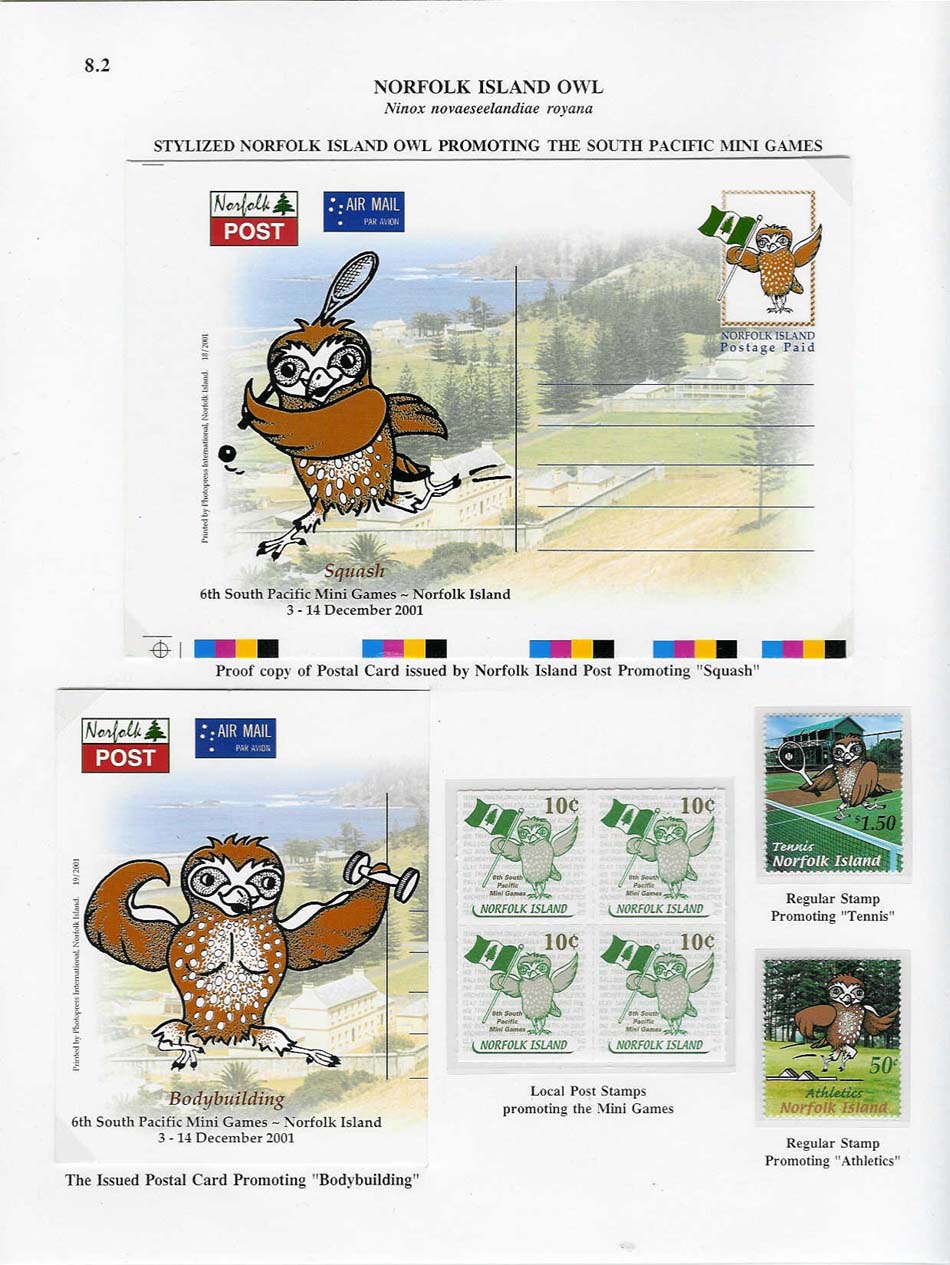 8.2
NORFOLK ISLAND OWL
Ninox novaeseelandiae royana
STYLIZED NORFOLK ISLAND OWL PROMOTING THE SOUTH PACIFIC MINI GAMES
Norfolk
POST
AIR MAIL
PAR AVION
NORFOLK ISLAND
Postage Paid
Printed by Photopress International, Norfolk Island. 18/2001
Squash
6th South Pacific Mini Games ~ Norfolk Island
3 - 14 December 2001
Proof copy of Postal Card issued by Norfolk Island Post Promoting "Squash"
Norfolk
POST
AIR MAIL
PAR AVION
Printed by Photopress International, Norfolk Island. 19/2001
Bodybuilding
6th South Pacific Mini Games ~ Norfolk Island
3 - 14 December 2001
The Issued Postal Card Promoting "Bodybuilding"
10¢
6th South
Pacific
Mini Games
NORFOLK ISLAND
10¢
6th South
Pacific
Mini Games
NORFOLK ISLAND
10¢
6th South
Pacific
Mini Games
NORFOLK ISLAND
10¢
6th South
Pacific
Mini Games
NORFOLK ISLAND
Local Post Stamps
promoting the Mini Games
$1.50
Tennis
Norfolk Island
Regular Stamp
Promoting "Tennis"
50c
Athletics
Norfolk Island
Regular Stamp
Promoting "Athletics"